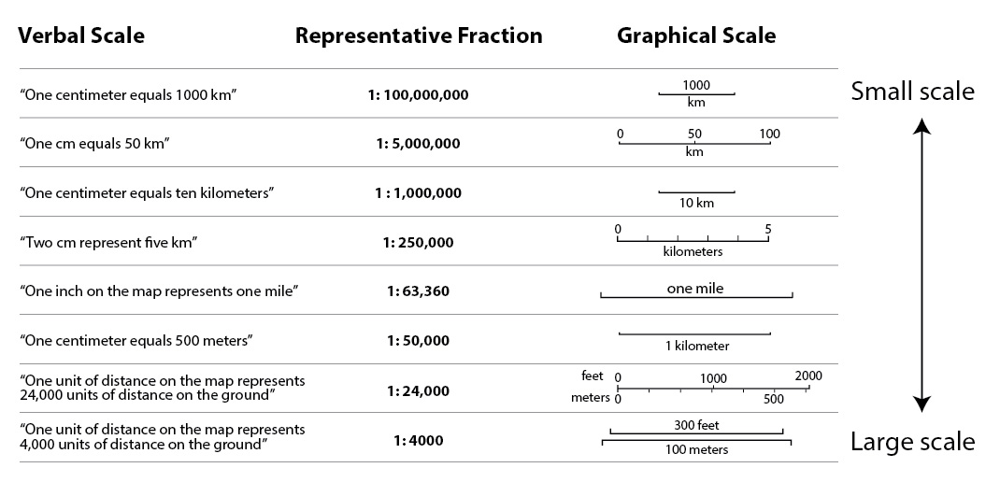 Verbal Scale Representative Fraction Graphical Scale
“One centimeter equals 1000 km” 1: 100,000,000 1000 km Small scale
“One cm equals 50 km” 1: 5,000,000 0 50 100 km
“One centimeter equals ten kilometers” 1 : 1,000,000 10 km
“Two cm represent five km” 1: 250,000 0 5 kilometers
“One inch on the map represents one mile” 1: 63,360 one mile
“One centimeter equals 500 meters” 1: 50,000 1 kilometer
“One unit of distance on the map represents
24,000 units of distance on the ground” 1: 24,000 feet 0 1000 2000
meters 0 500
“One unit of distance on the map represents
4,000 units of distance on the ground” 1: 4000 300 feet
100 meters Large scale